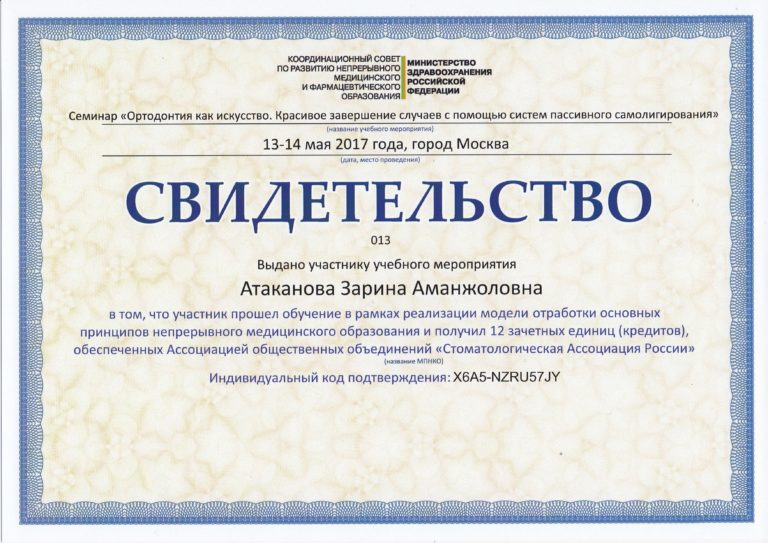 КООРДИНАЦИОННЫЙ СОВЕТ
ПО РАЗВИТИЮ НЕПРЕРЫВНОГО
МЕДИЦИНСКОГО
И ФАРМАЦЕВТИЧЕСКОГО
ОБРАЗОВАНИЯ
МИНИСТЕРСТВО
ЗДРАВООХРАНЕНИЯ
РОССИЙСКОЙ
ФЕДЕРАЦИИ
Семинар «Ортодонтия как искусство. Красивое завершение случаев с помощью систем пассивного самолигирования»
(название учебного мероприятия)
13-14 мая 2017 года, город Москва
(дата, место проведения)
СВИДЕТЕЛЬСТВО
013
Выдано участнику учебного мероприятия
Атаканова Зарина Аманжоловна
в том, что участник прошел обучение в рамках реализации модели отработки основных
принципов непрерывного медицинского образования и получил 12 зачетных единиц (кредитов),
обеспеченных Ассоциацией общественных объединений «Стоматологическая Ассоциация России»
(название МПНКО)
Индивидуальный код подтверждения: X6A5-NZRU57JY